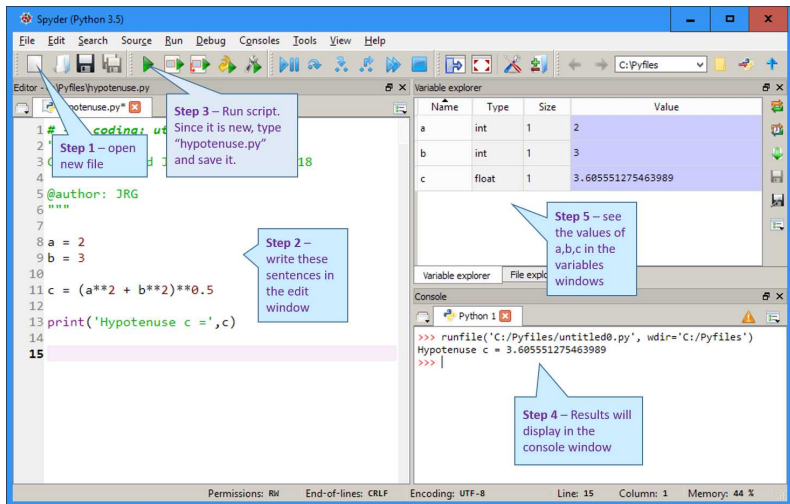 Spyder (Python 3.5)
File Edit Search Source Run Debug Consoles Tools View Help
C:\Pyfiles
Editor - \Pyfiles\hypotenuse.py
potenuse.py*
1 # coding: ut
2 "
3 C d J 18
4
5 @author: JRG
6 """
7
8 a = 2
9 b = 3
10
11 c = (a**2 + b**2)**0.5
12
13 print('Hypotenuse c =',c)
14
15
Step 1 – open
new file
Step 3 – Run script.
Since it is new, type
“hypotenuse.py”
and save it.
Step 2 –
write these
sentences in
the edit
window
Variable explorer
Name Type Size Value
a int 1 2
b int 1 3
c float 1 3.605551275463989
Step 5 – see
the values of
a,b,c in the
variables
windows
Variable explorer File explo
Console
Python 1
>>> runfile('C:/Pyfiles/untitled0.py', wdir='C:/Pyfiles')
Hypotenuse c = 3.605551275463989
>>>
Step 4 – Results will
display in the
console window
Permissions: RW End-of-lines: CRLF Encoding: UTF-8 Line: 15 Column: 1 Memory: 44 %